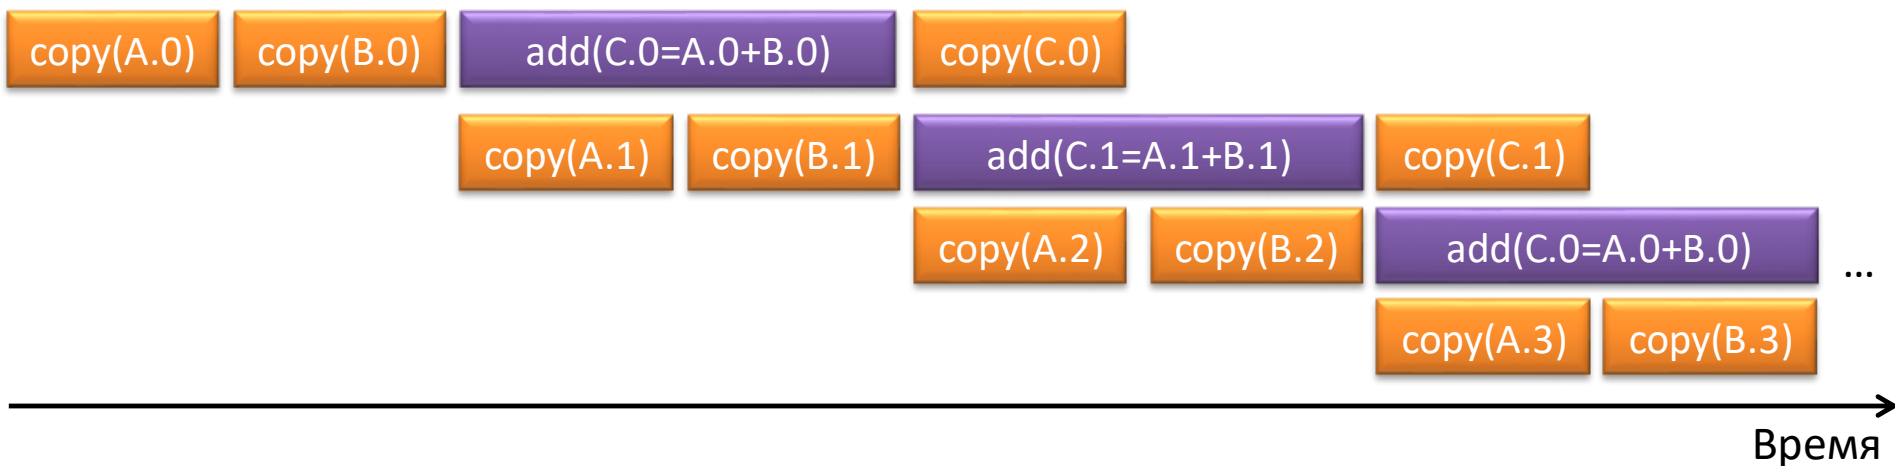 copy(A.0) copy(B.0) add(C.0=A.0+B.0) copy(C.0)
copy(A.1) copy(B.1) add(C.1=A.1+B.1) copy(C.1)
copy(A.2) copy(B.2) add(C.0=A.0+B.0) ...
copy(A.3) copy(B.3)
Время